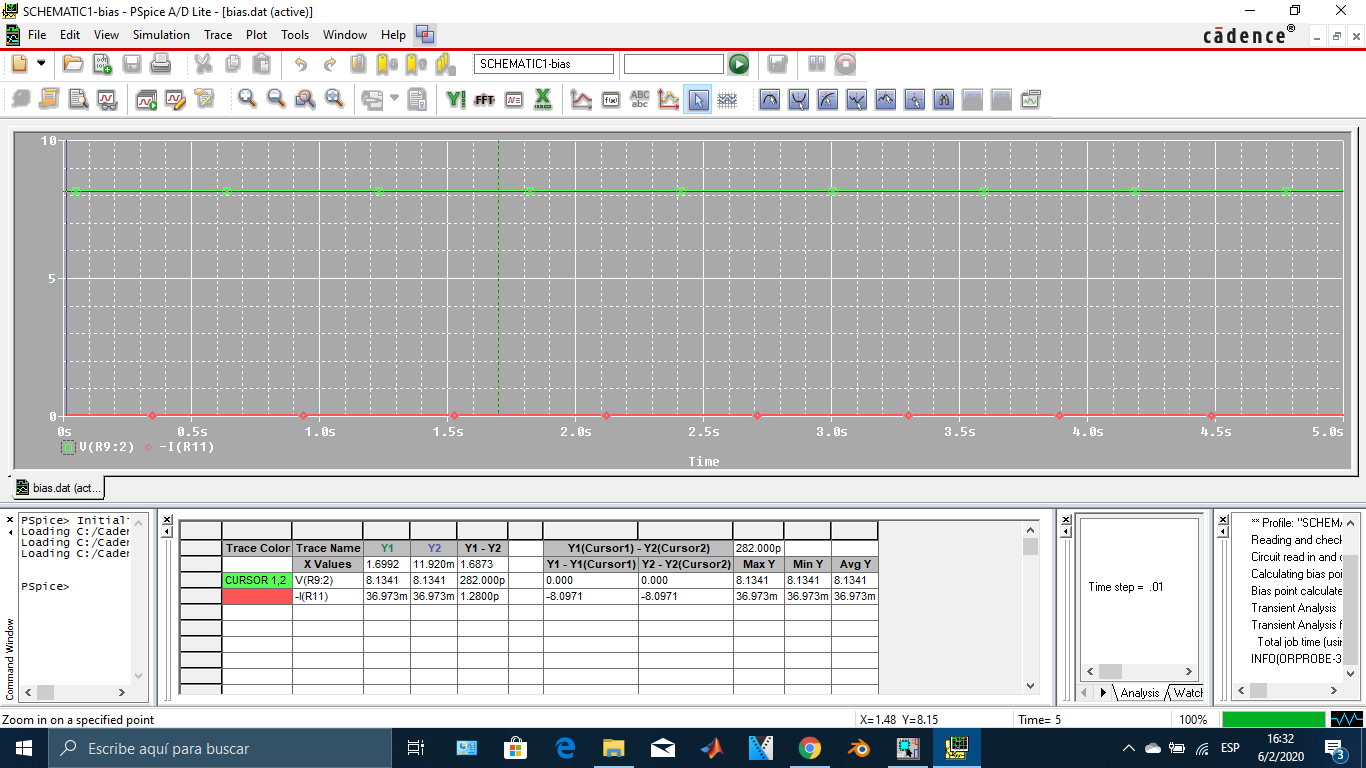 SCHEMATIC1-bias - PSpice A/D Lite - [bias.dat (active)]
File Edit View Simulation Trace Plot Tools Window Help
cādence®
SCHEMATIC1-bias
FFT
ABC
abc
10
5
0
0s 0.5s 1.0s 1.5s 2.0s 2.5s 3.0s 3.5s 4.0s 4.5s 5.0s
V(R9:2) -I(R11)
Time
bias.dat (act...
PSpice> Initial
Loading C:/Caden
Loading C:/Caden
Loading C:/Caden
PSpice>
Command Window
Trace Color Trace Name Y1 Y2 Y1 - Y2 Y1(Cursor1) - Y2(Cursor2) 282.000p
X Values 1.6992 11.920m 1.6873 Y1 - Y1(Cursor1) Y2 - Y2(Cursor2) Max Y Min Y Avg Y
CURSOR 1,2 V(R9:2) 8.1341 8.1341 282.000p 0.000 0.000 8.1341 8.1341 8.1341
-I(R11) 36.973m 36.973m 1.2800p -8.0971 -8.0971 36.973m 36.973m 36.973m
Time step = .01
Analysis Watch
** Profile: "SCHEMA
Reading and check
Circuit read in and c
Calculating bias poi
Bias point calculate
Transient Analysis
Transient Analysis f
Total job time (usin
INFO(ORPROBE-3
Zoom in on a specified point
X=1.48 Y=8.15
Time= 5
100%
Escribe aquí para buscar
ESP
16:32
6/2/2020
3